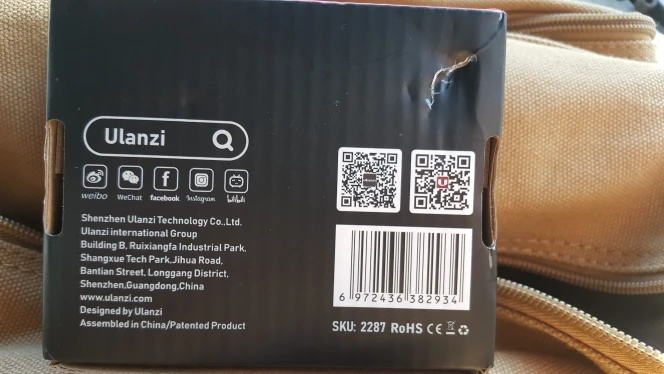 Ulanzi
weibo WeChat facebook Instagram bilibili
Shenzhen Ulanzi Technology Co.,Ltd.
Ulanzi international Group
Building B, Ruixiangfa Industrial Park,
Shangxue Tech Park,Jihua Road,
Bantian Street, Longgang District,
Shenzhen,Guangdong,China
www.ulanzi.com
Designed by Ulanzi
Assembled in China/Patented Product
6 972436 382934
SKU: 2287 RoHS CE